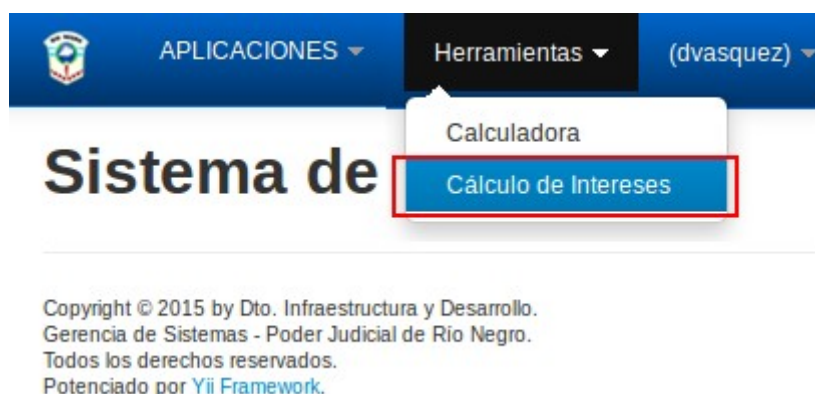 APLICACIONES Herramientas (dvasquez)
Calculadora
Cálculo de Intereses
Sistema de
Copyright © 2015 by Dto. Infraestructura y Desarrollo.
Gerencia de Sistemas - Poder Judicial de Río Negro.
Todos los derechos reservados.
Potenciado por Yii Framework.